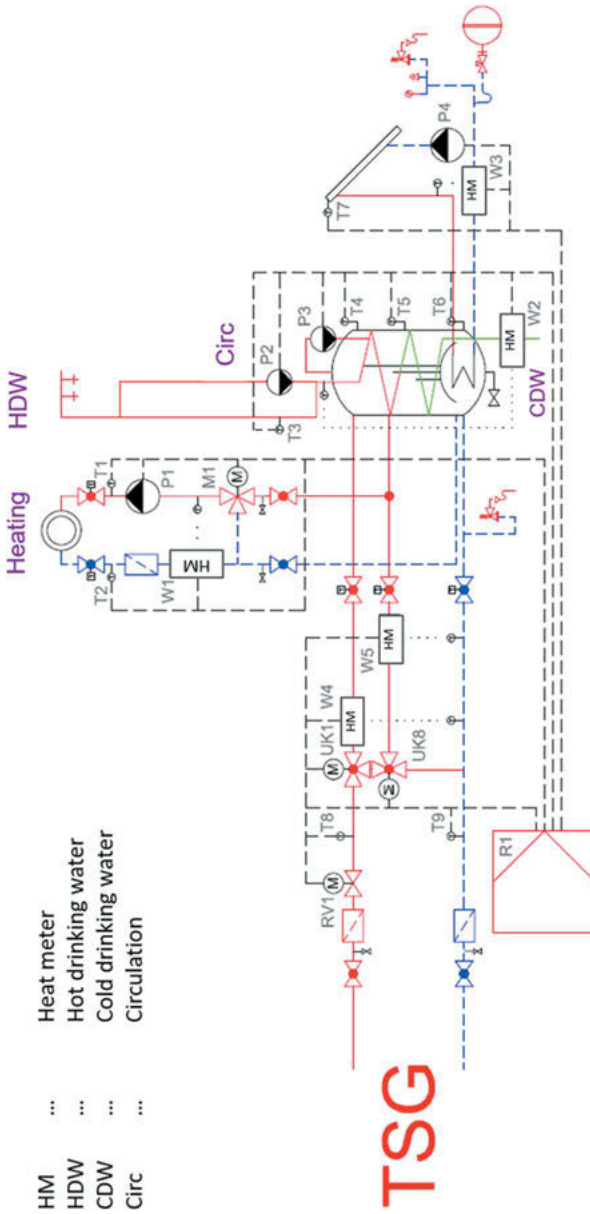 HM ... Heat meter
HDW ... Hot drinking water
CDW ... Cold drinking water
Circ ... Circulation
TSG
Heating
HDW
Circ
CDW
T1
T2
P1
M1
M
W1
HM
T3
P2
P3
T4
T5
T6
HM
W2
T7
P4
HM
W3
RV1
M
T8
UK1
M
W4
HM
W5
HM
UK8
M
T9
R1